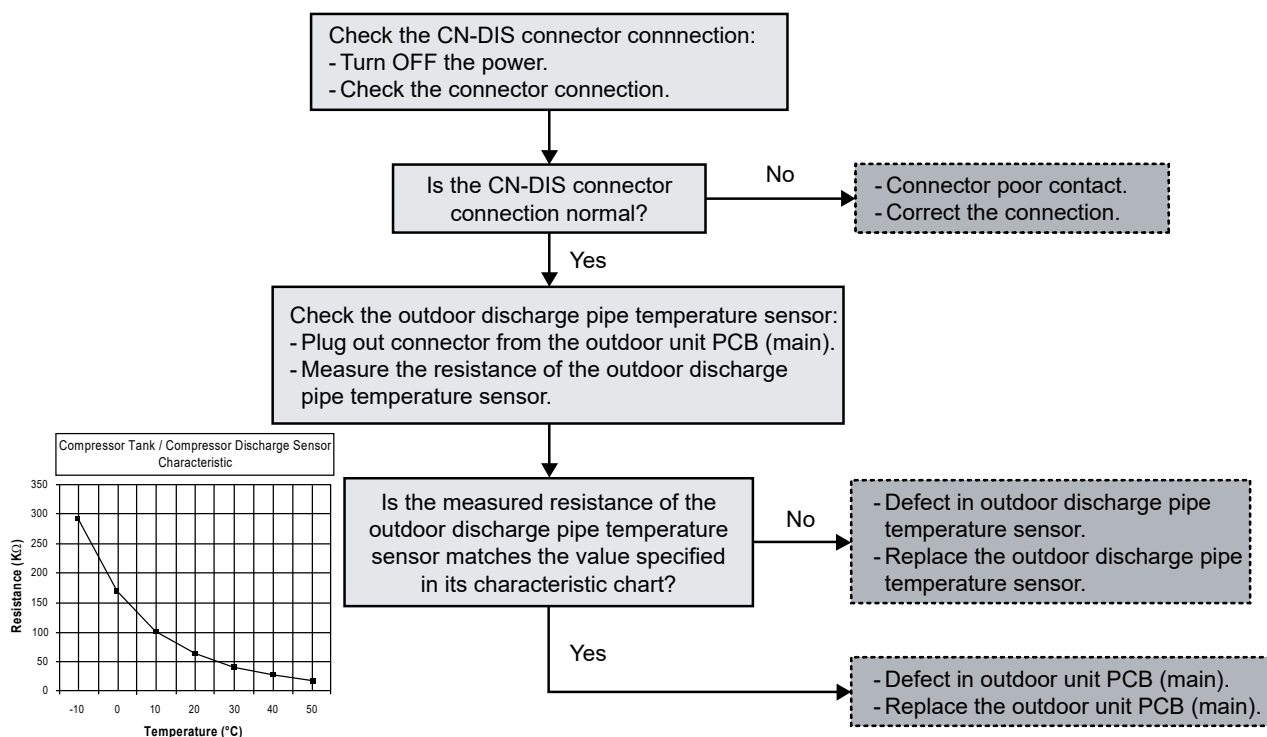 Check the CN-DIS connector connnection:
- Turn OFF the power.
- Check the connector connection.
Is the CN-DIS connector
connection normal?
No
- Connector poor contact.
- Correct the connection.
Yes
Check the outdoor discharge pipe temperature sensor:
- Plug out connector from the outdoor unit PCB (main).
- Measure the resistance of the outdoor discharge
pipe temperature sensor.
Compressor Tank / Compressor Discharge Sensor
Characteristic
Resistance (KΩ)
350
300
250
200
150
100
50
0
-10 0 10 20 30 40 50
Temperature (°C)
Is the measured resistance of the
outdoor discharge pipe temperature
sensor matches the value specified
in its characteristic chart?
No
- Defect in outdoor discharge pipe
temperature sensor.
- Replace the outdoor discharge pipe
temperature sensor.
Yes
- Defect in outdoor unit PCB (main).
- Replace the outdoor unit PCB (main).